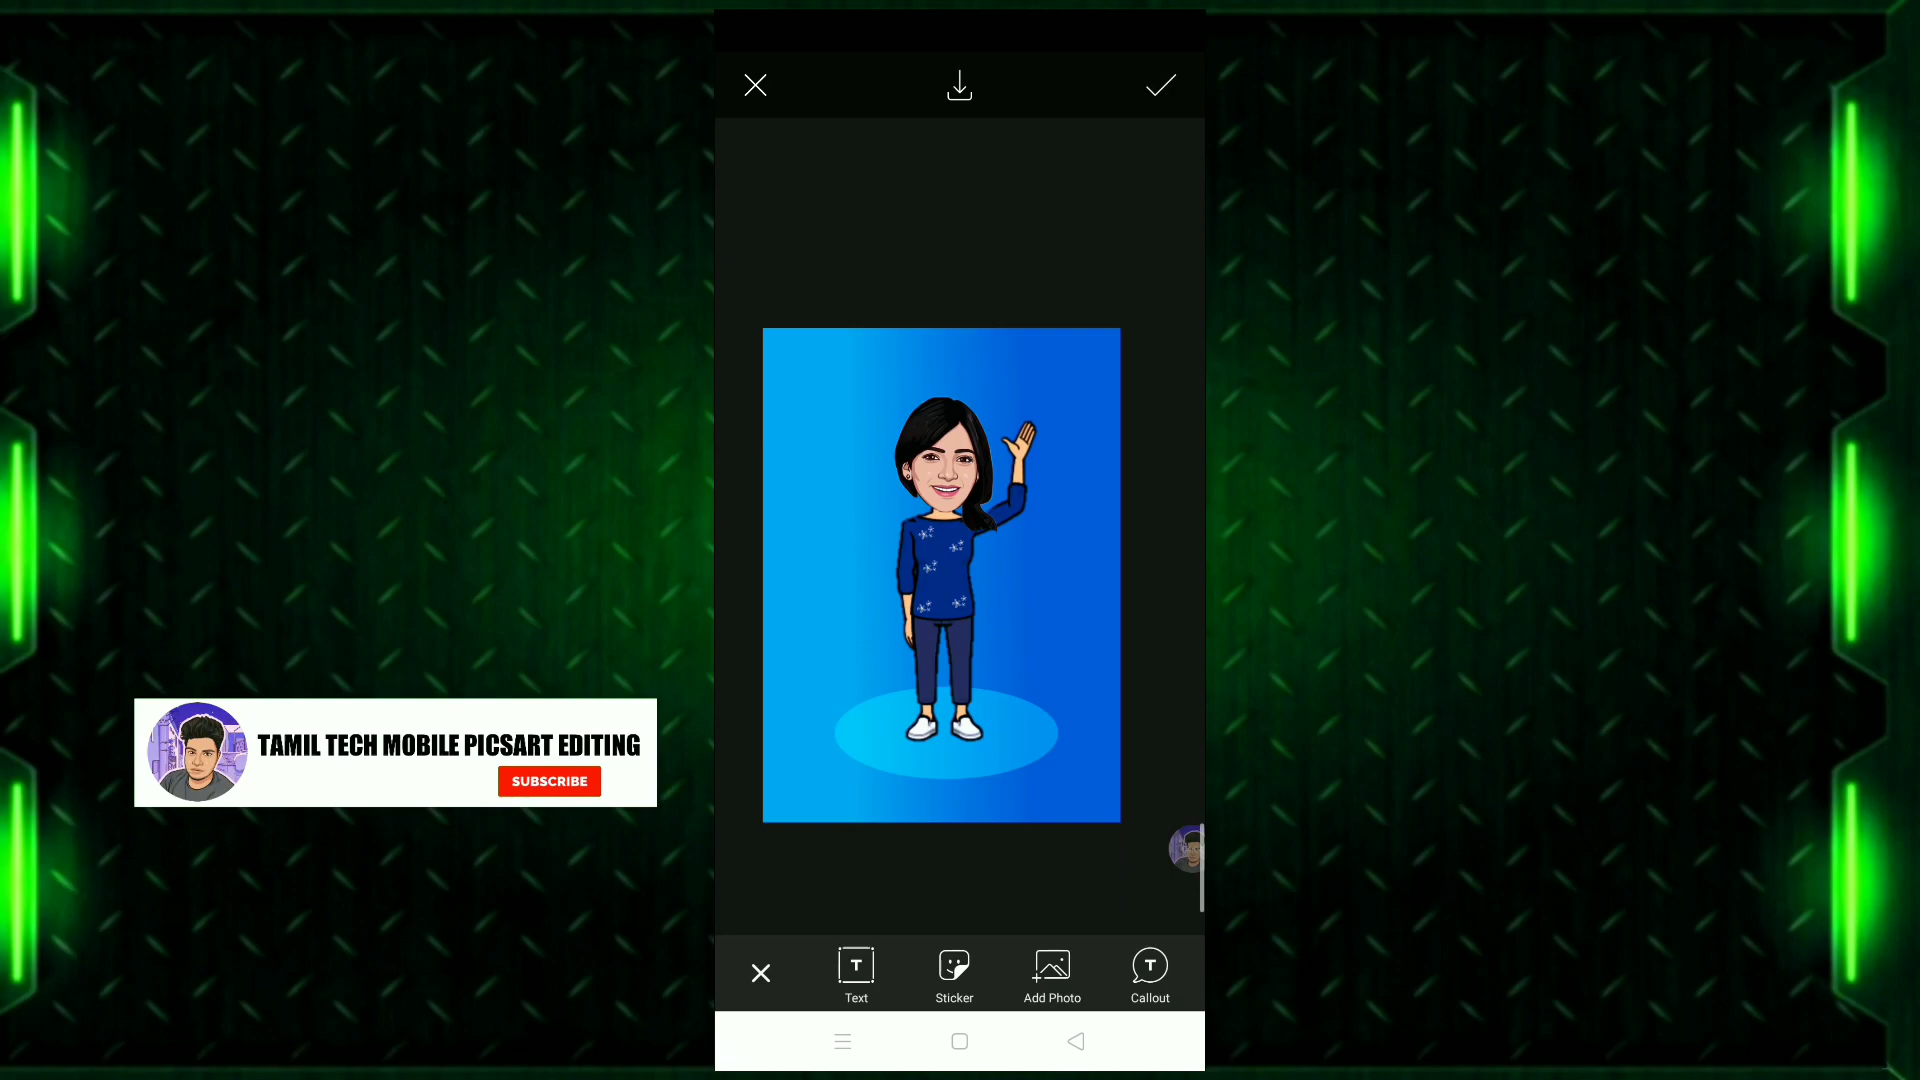 TAMIL TECH MOBILE PICSART EDITING
SUBSCRIBE
T
T
Text
Sticker
Add Photo
Callout